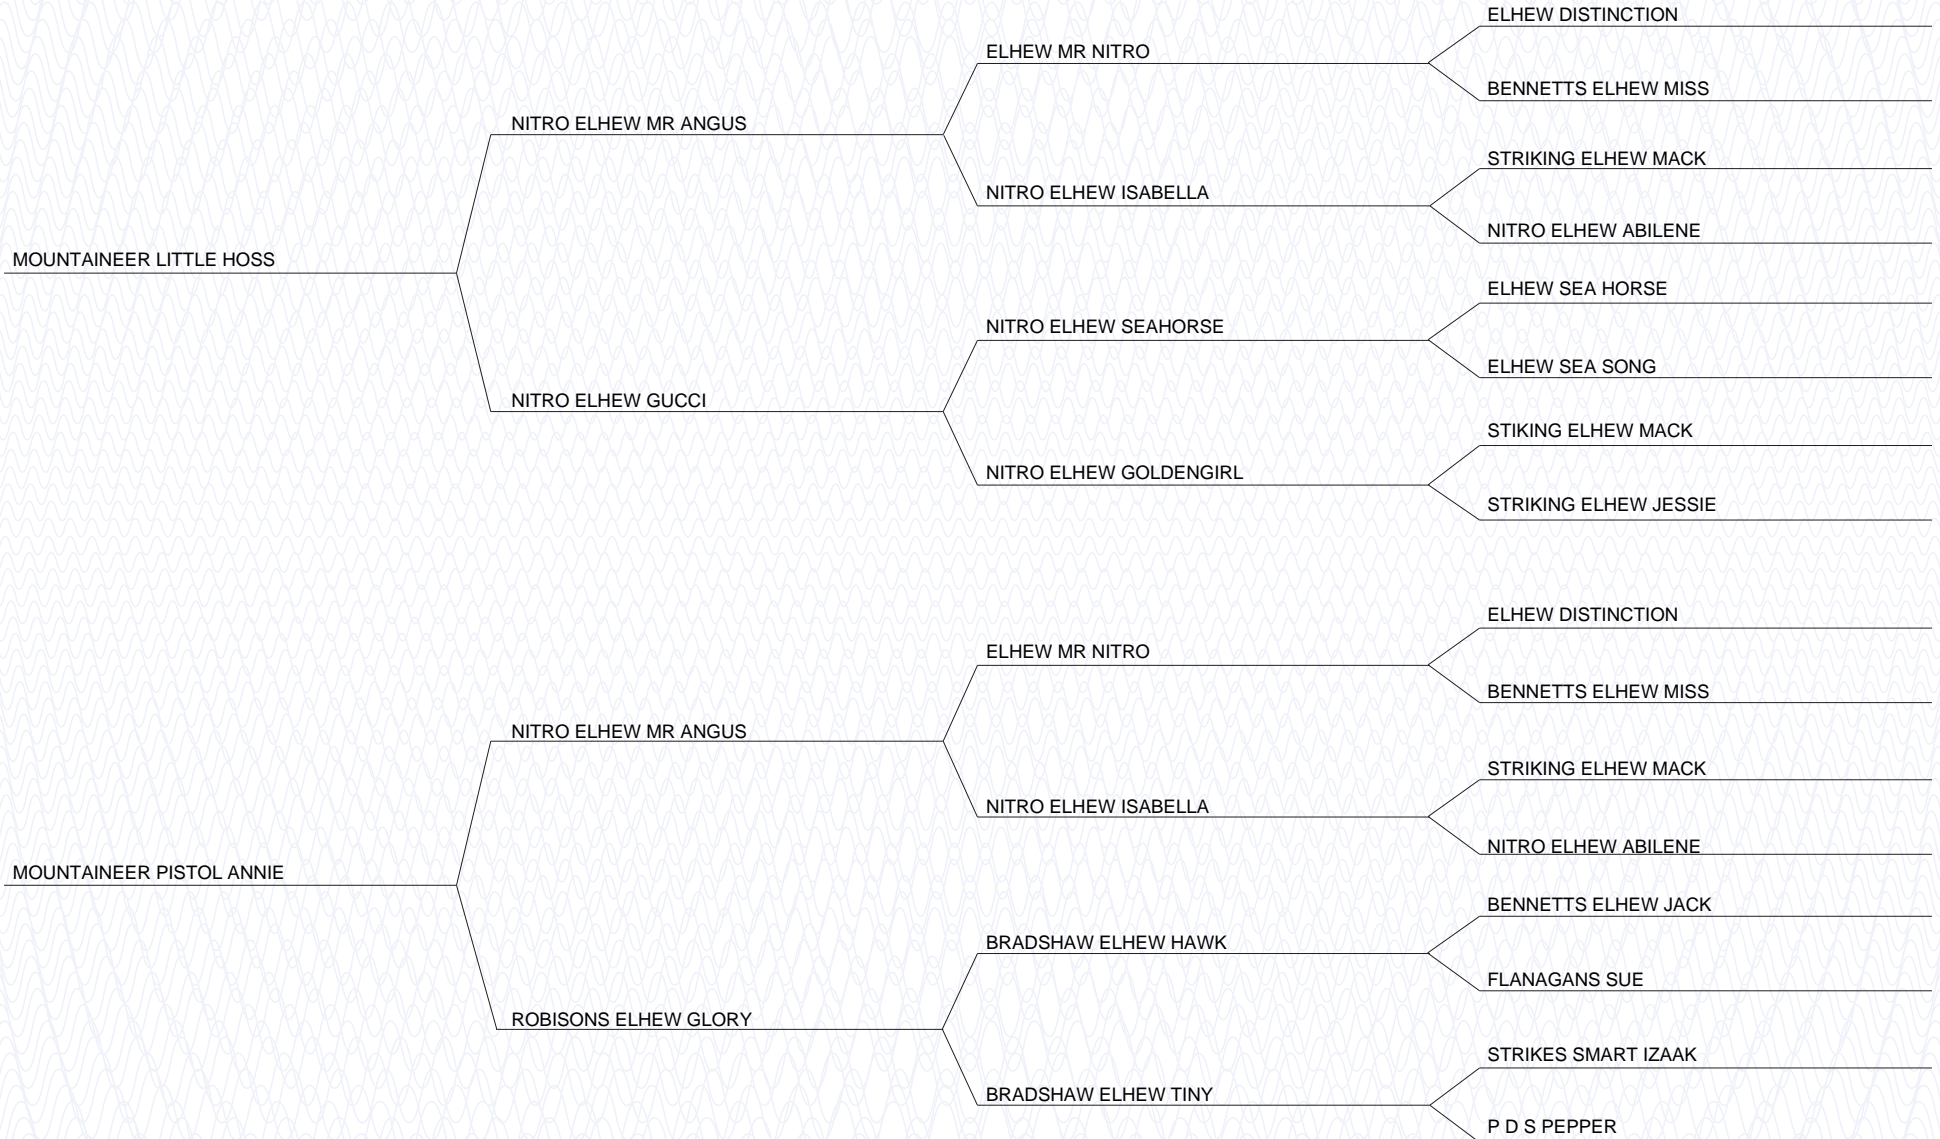 ELHEW DISTINCTION
ELHEW MR NITRO
BENNETTS ELHEW MISS
NITRO ELHEW MR ANGUS
STRIKING ELHEW MACK
NITRO ELHEW ISABELLA
NITRO ELHEW ABILENE
MOUNTAINEER LITTLE HOSS
ELHEW SEA HORSE
NITRO ELHEW SEAHORSE
ELHEW SEA SONG
NITRO ELHEW GUCCI
STIKING ELHEW MACK
NITRO ELHEW GOLDENGIRL
STRIKING ELHEW JESSIE
ELHEW DISTINCTION
ELHEW MR NITRO
BENNETTS ELHEW MISS
NITRO ELHEW MR ANGUS
STRIKING ELHEW MACK
NITRO ELHEW ISABELLA
NITRO ELHEW ABILENE
MOUNTAINEER PISTOL ANNIE
BENNETTS ELHEW JACK
BRADSHAW ELHEW HAWK
FLANAGANS SUE
ROBISONS ELHEW GLORY
STRIKES SMART IZAAK
BRADSHAW ELHEW TINY
P D S PEPPER